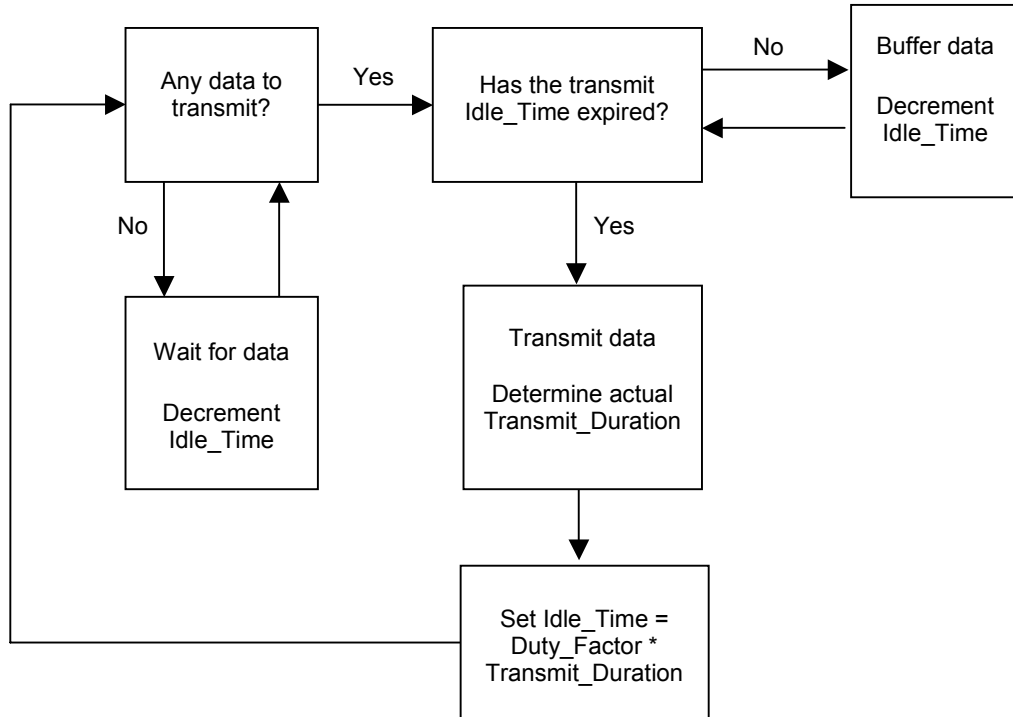 Any data to
transmit?
Yes
Has the transmit
Idle_Time expired?
No
Buffer data
Decrement
Idle_Time
No
Yes
Wait for data
Decrement
Idle_Time
Transmit data
Determine actual
Transmit_Duration
Set Idle_Time =
Duty_Factor *
Transmit_Duration